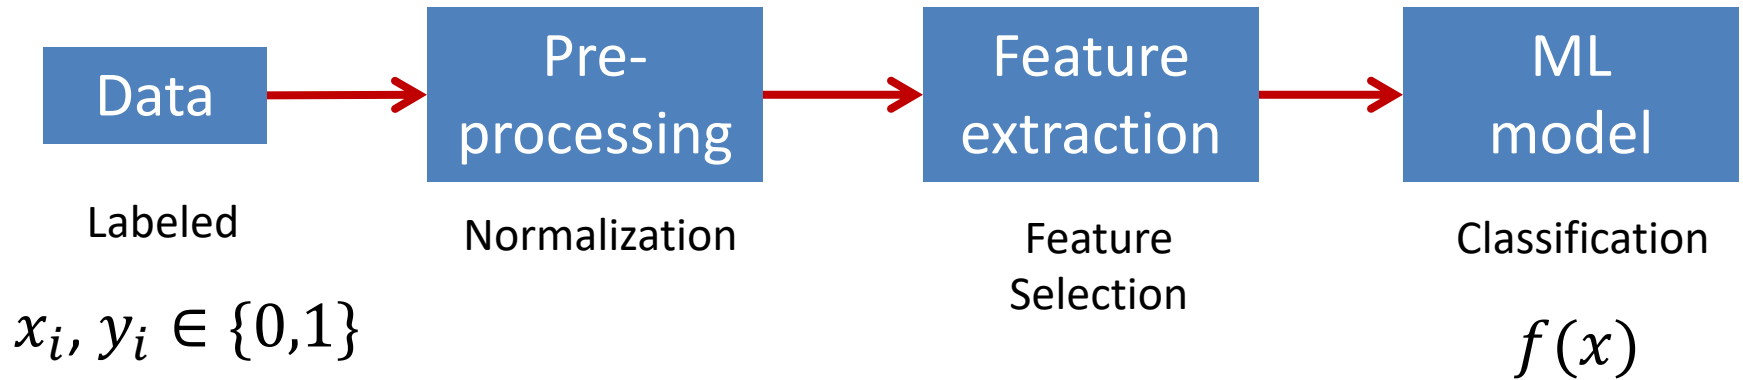 Data
Labeled
x_i, y_i ∈ {0,1}
Pre-
processing
Normalization
Feature
extraction
Feature
Selection
ML
model
Classification
f(x)